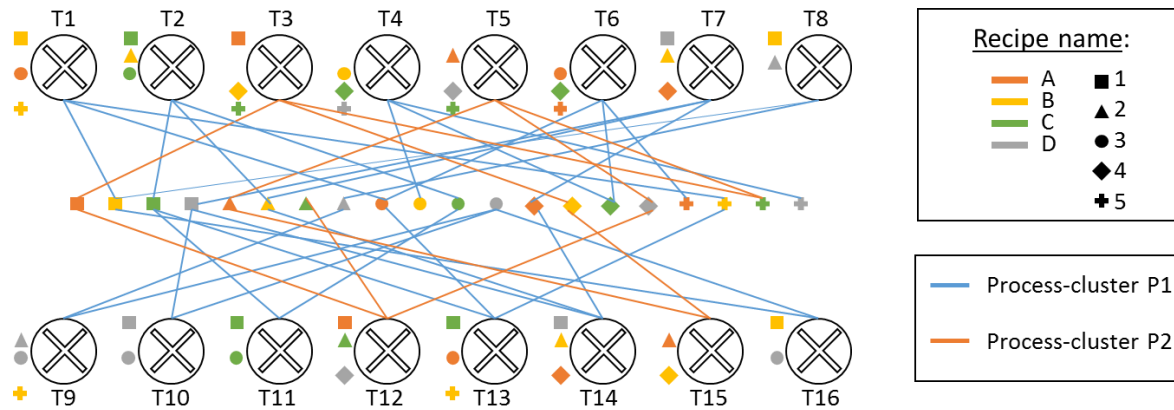 T1 T2 T3 T4 T5 T6 T7 T8
Recipe name:
A
B
C
D
1
2
3
4
5
Process-cluster P1
Process-cluster P2
T9 T10 T11 T12 T13 T14 T15 T16